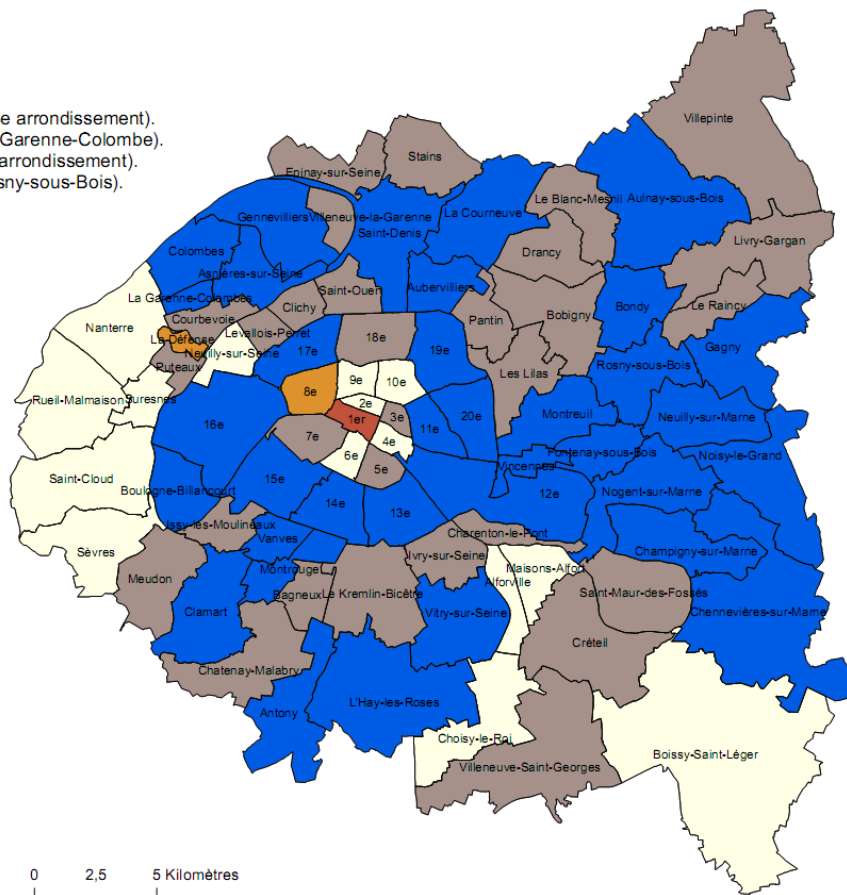 e arrondissement).
Garenne-Colombe).
arrondissement).
sny-sous-Bois).
Villepinte
Stains
Epinay-sur-Seine
Le Blanc-Mesnil
Aulnay-sous-Bois
Gennevilliers
Villeneuve-la-Garenne
La Courneuve
Saint-Denis
Livry-Gargan
Colombes
Drancy
Asnières-sur-Seine
Aubervilliers
Saint-Ouen
La Garenne-Colombes
Clichy
Bondy
Le Raincy
Bobigny
Courbevoie
Pantin
Nanterre
Levallois-Perret
La Défense
18e
Gagny
Neuilly-sur-Seine
17e
19e
Puteaux
Rosny-sous-Bois
Les Lilas
9e
10e
8e
Rueil-Malmaison
Suresnes
2e
Montreuil
Neuilly-sur-Marne
3e
20e
1er
16e
11e
7e
4e
Fontenay-sous-Bois
Noisy-le-Grand
6e
Vincennes
5e
Saint-Cloud
15e
Boulogne-Billancourt
Nogent-sur-Marne
12e
14e
13e
Issy-les-Moulineaux
Charenton-le-Pont
Vanves
Sèvres
Ivry-sur-Seine
Champigny-sur-Marne
Maisons-Alfort
Meudon
Montrouge
Alforville
Bagneux
Le Kremlin-Bicêtre
Saint-Maur-des-Fossés
Clamart
Vitry-sur-Seine
Chennevières-sur-Marne
Créteil
Chatenay-Malabry
L'Hay-les-Roses
Antony
Choisy-le-Roi
Boissy-Saint-Léger
Villeneuve-Saint-Georges
0 2,5 5 Kilomètres